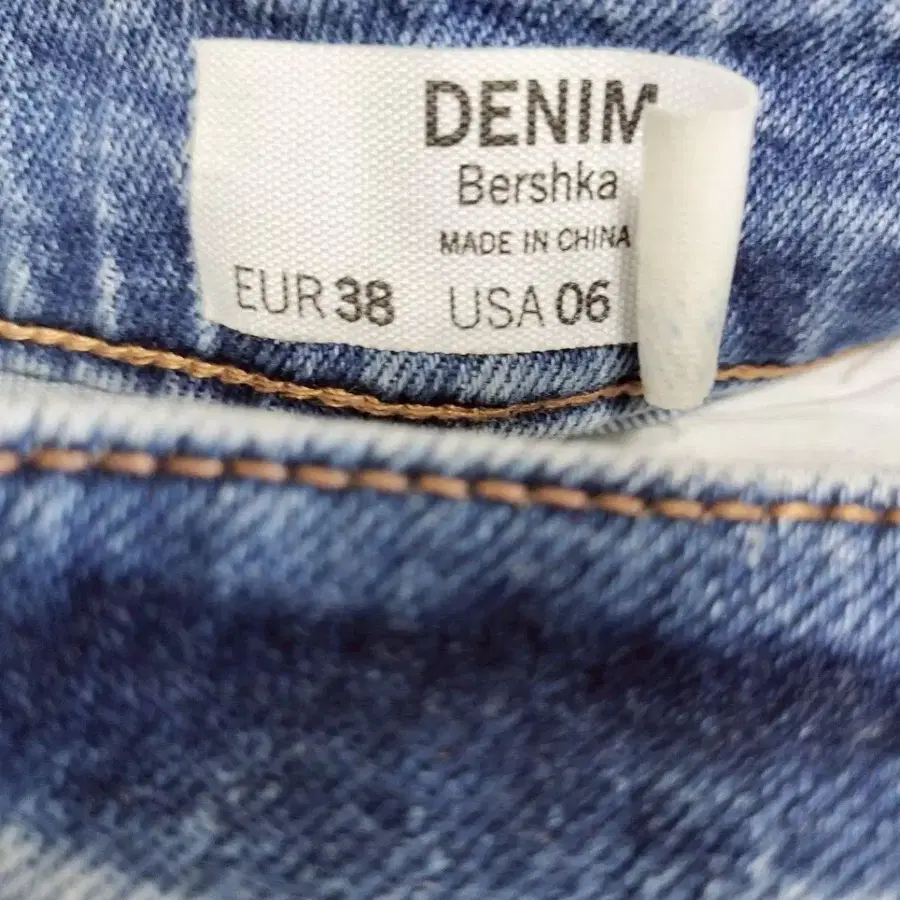 DENIM
Bershka
MADE IN CHINA
EUR 38 USA 06